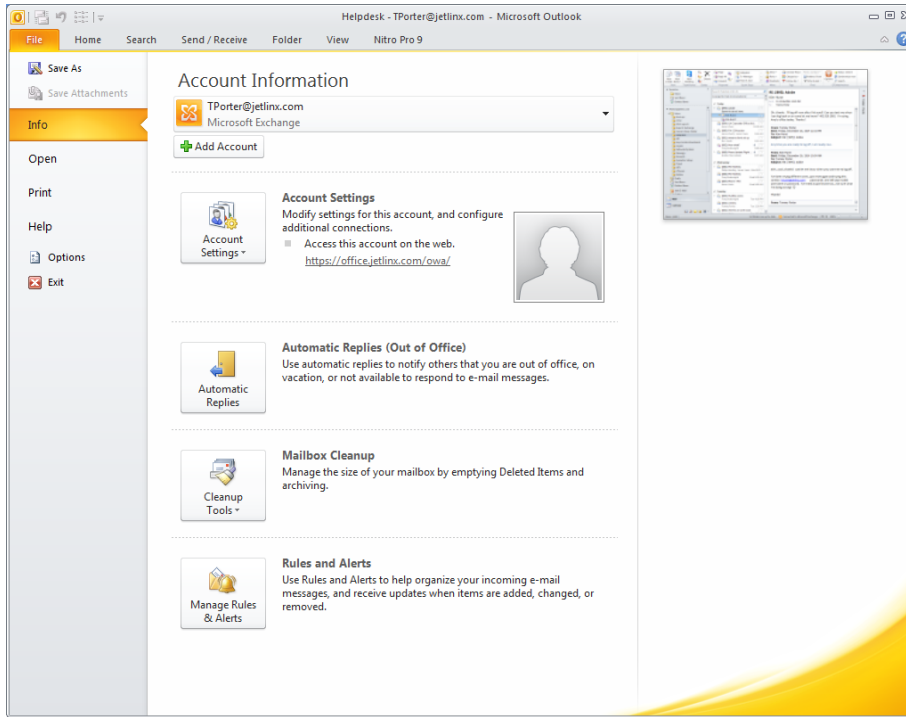 Helpdesk - TPorter@jetlinx.com - Microsoft Outlook
File Home Search Send / Receive Folder View Nitro Pro 9
Save As
Save Attachments
Info
Open
Print
Help
Options
Exit
Account Information
TPorter@jetlinx.com
Microsoft Exchange
Add Account
Account Settings
Account Settings
Modify settings for this account, and configure
additional connections.
Access this account on the web.
https://office.jetlinx.com/owa/
Automatic Replies
Automatic Replies (Out of Office)
Use automatic replies to notify others that you are out of office, on
vacation, or not available to respond to e-mail messages.
Cleanup Tools
Mailbox Cleanup
Manage the size of your mailbox by emptying Deleted Items and
archiving.
Manage Rules & Alerts
Rules and Alerts
Use Rules and Alerts to help organize your incoming e-mail
messages, and receive updates when items are added, changed, or
removed.